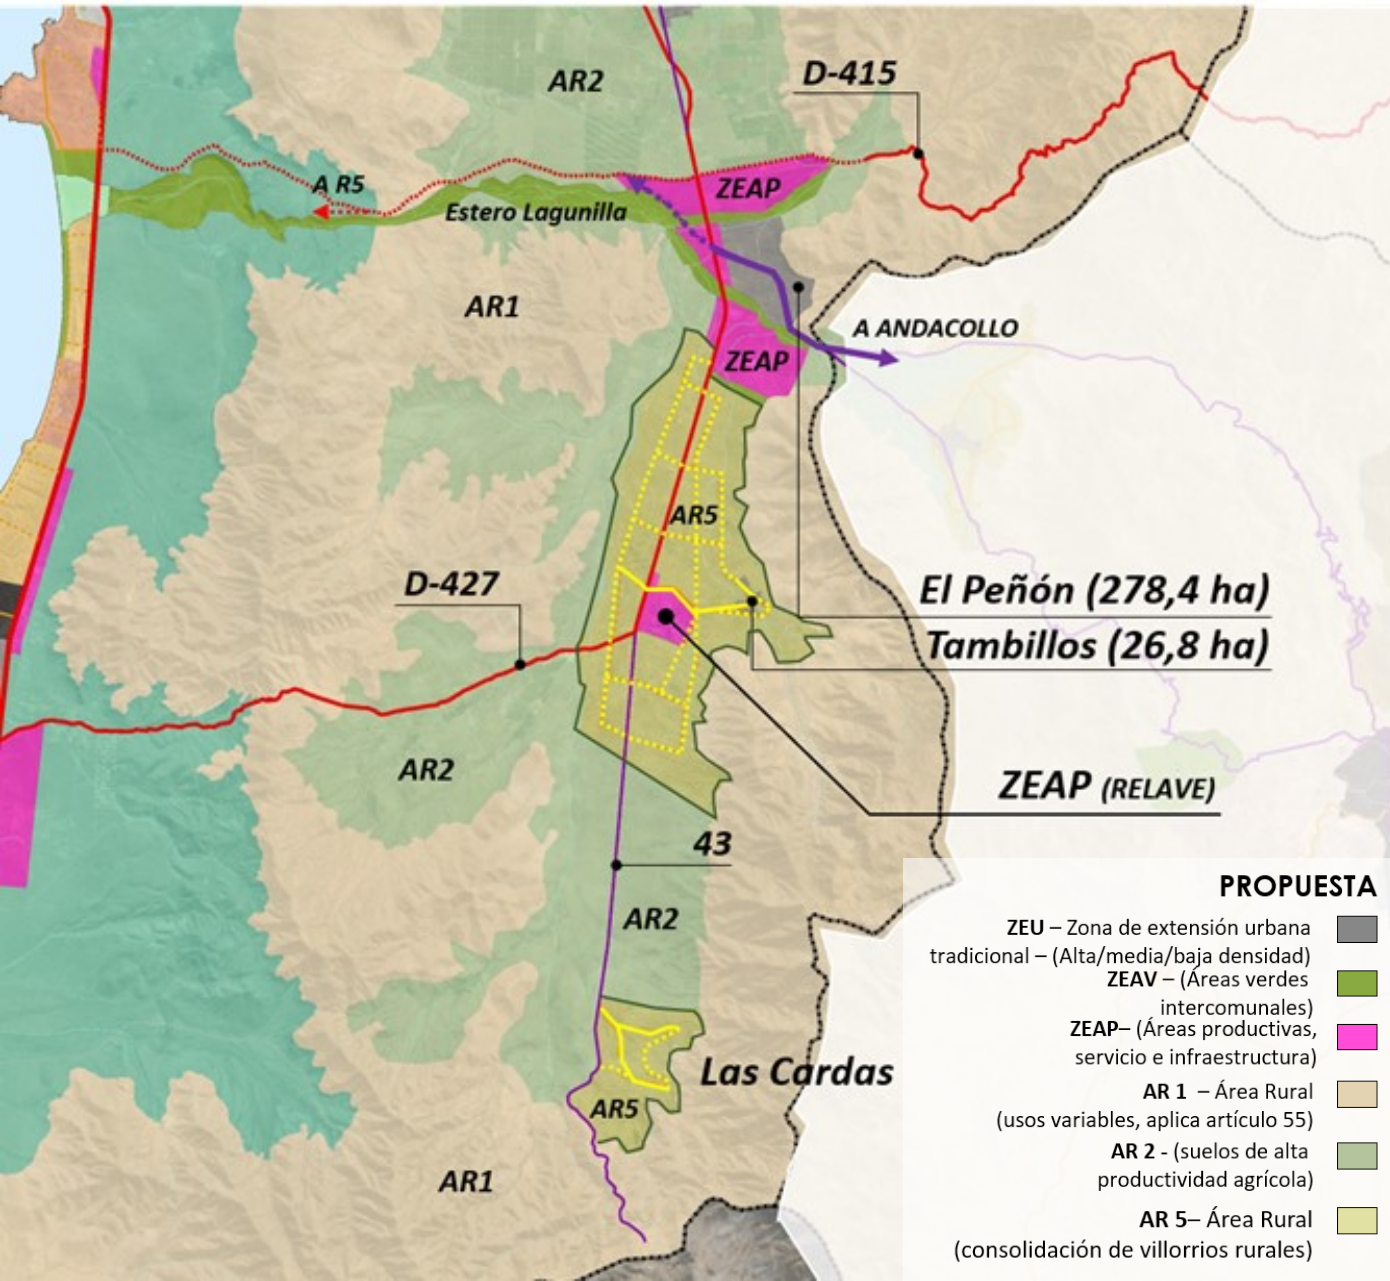 AR2
D-415
A R5
ZEAP
Estero Lagunilla
AR1
A ANDACOLLO
ZEAP
AR5
D-427
El Peñón (278,4 ha)
Tambillos (26,8 ha)
AR2
ZEAP (RELAVE)
43
AR2
Las Cardas
AR5
AR1
PROPUESTA
ZEU – Zona de extensión urbana
tradicional – (Alta/media/baja densidad)
ZEAV – (Áreas verdes
intercomunales)
ZEAP– (Áreas productivas,
servicio e infraestructura)
AR 1 – Área Rural
(usos variables, aplica artículo 55)
AR 2 - (suelos de alta
productividad agrícola)
AR 5– Área Rural
(consolidación de villorrios rurales)